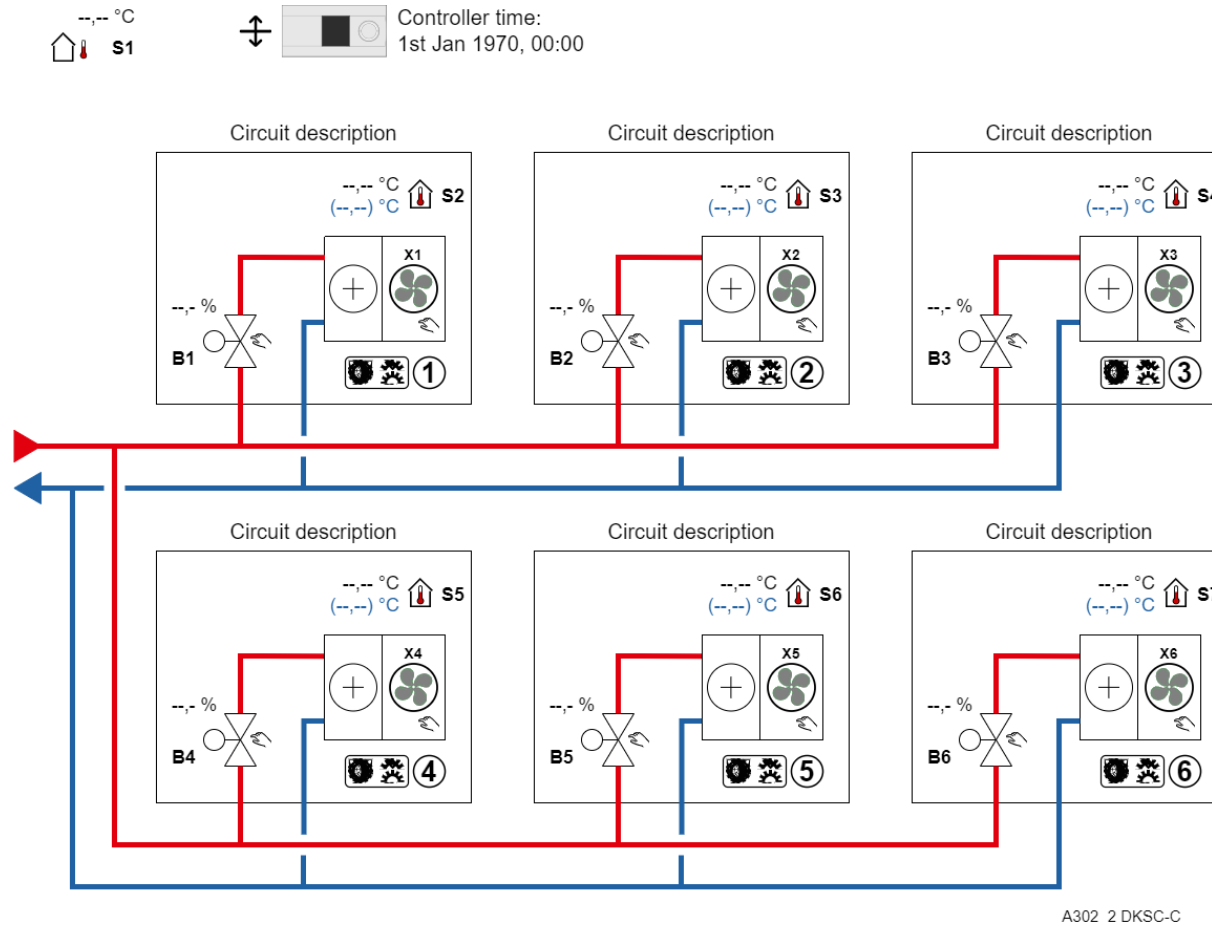 --,-- °C
S1
Controller time:
1st Jan 1970, 00:00
Circuit description
Circuit description
Circuit description
--,-- °C
(--,--) °C
S2
--,-- °C
(--,--) °C
S3
--,-- °C
(--,--) °C
S4
X1
X2
X3
--,- %
B1
--,- %
B2
--,- %
B3
1
2
3
Circuit description
Circuit description
Circuit description
--,-- °C
(--,--) °C
S5
--,-- °C
(--,--) °C
S6
--,-- °C
(--,--) °C
S7
X4
X5
X6
--,- %
B4
--,- %
B5
--,- %
B6
4
5
6
A302 2 DKSC-C